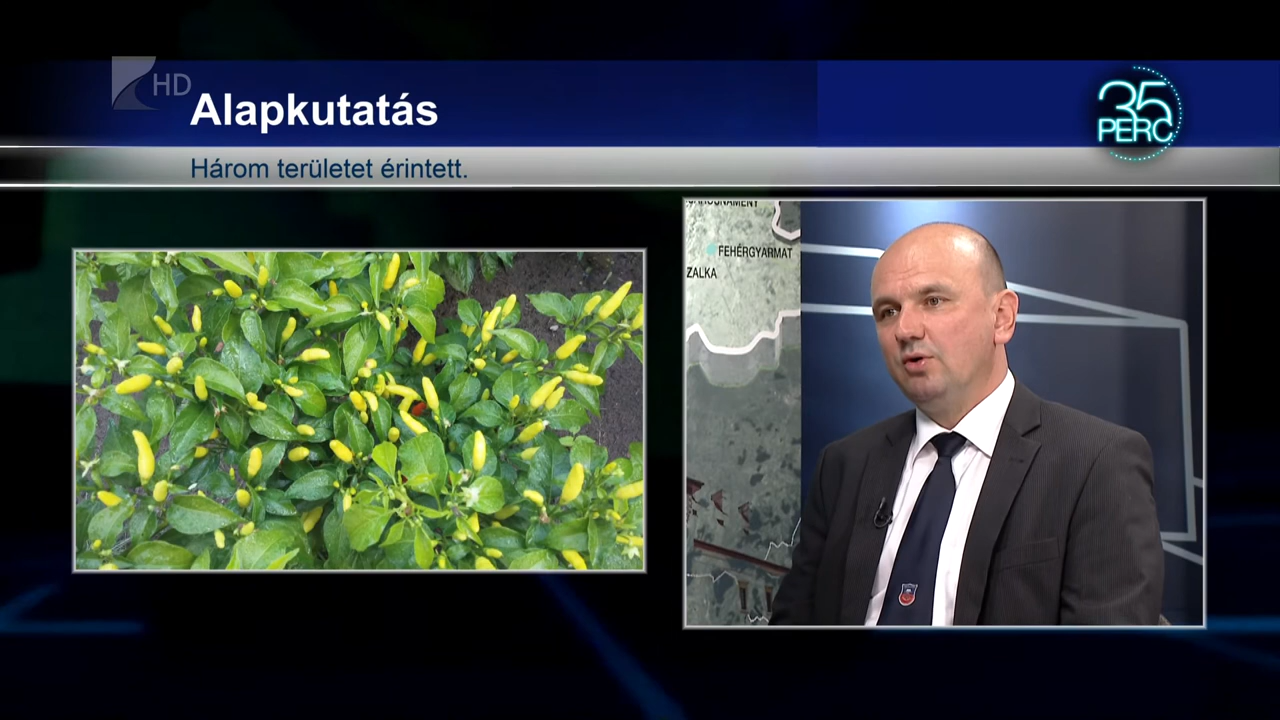 HD
Alapkutatás
35
PERC
Három területet érintett.
FEHÉRGYARMAT
ZALKA